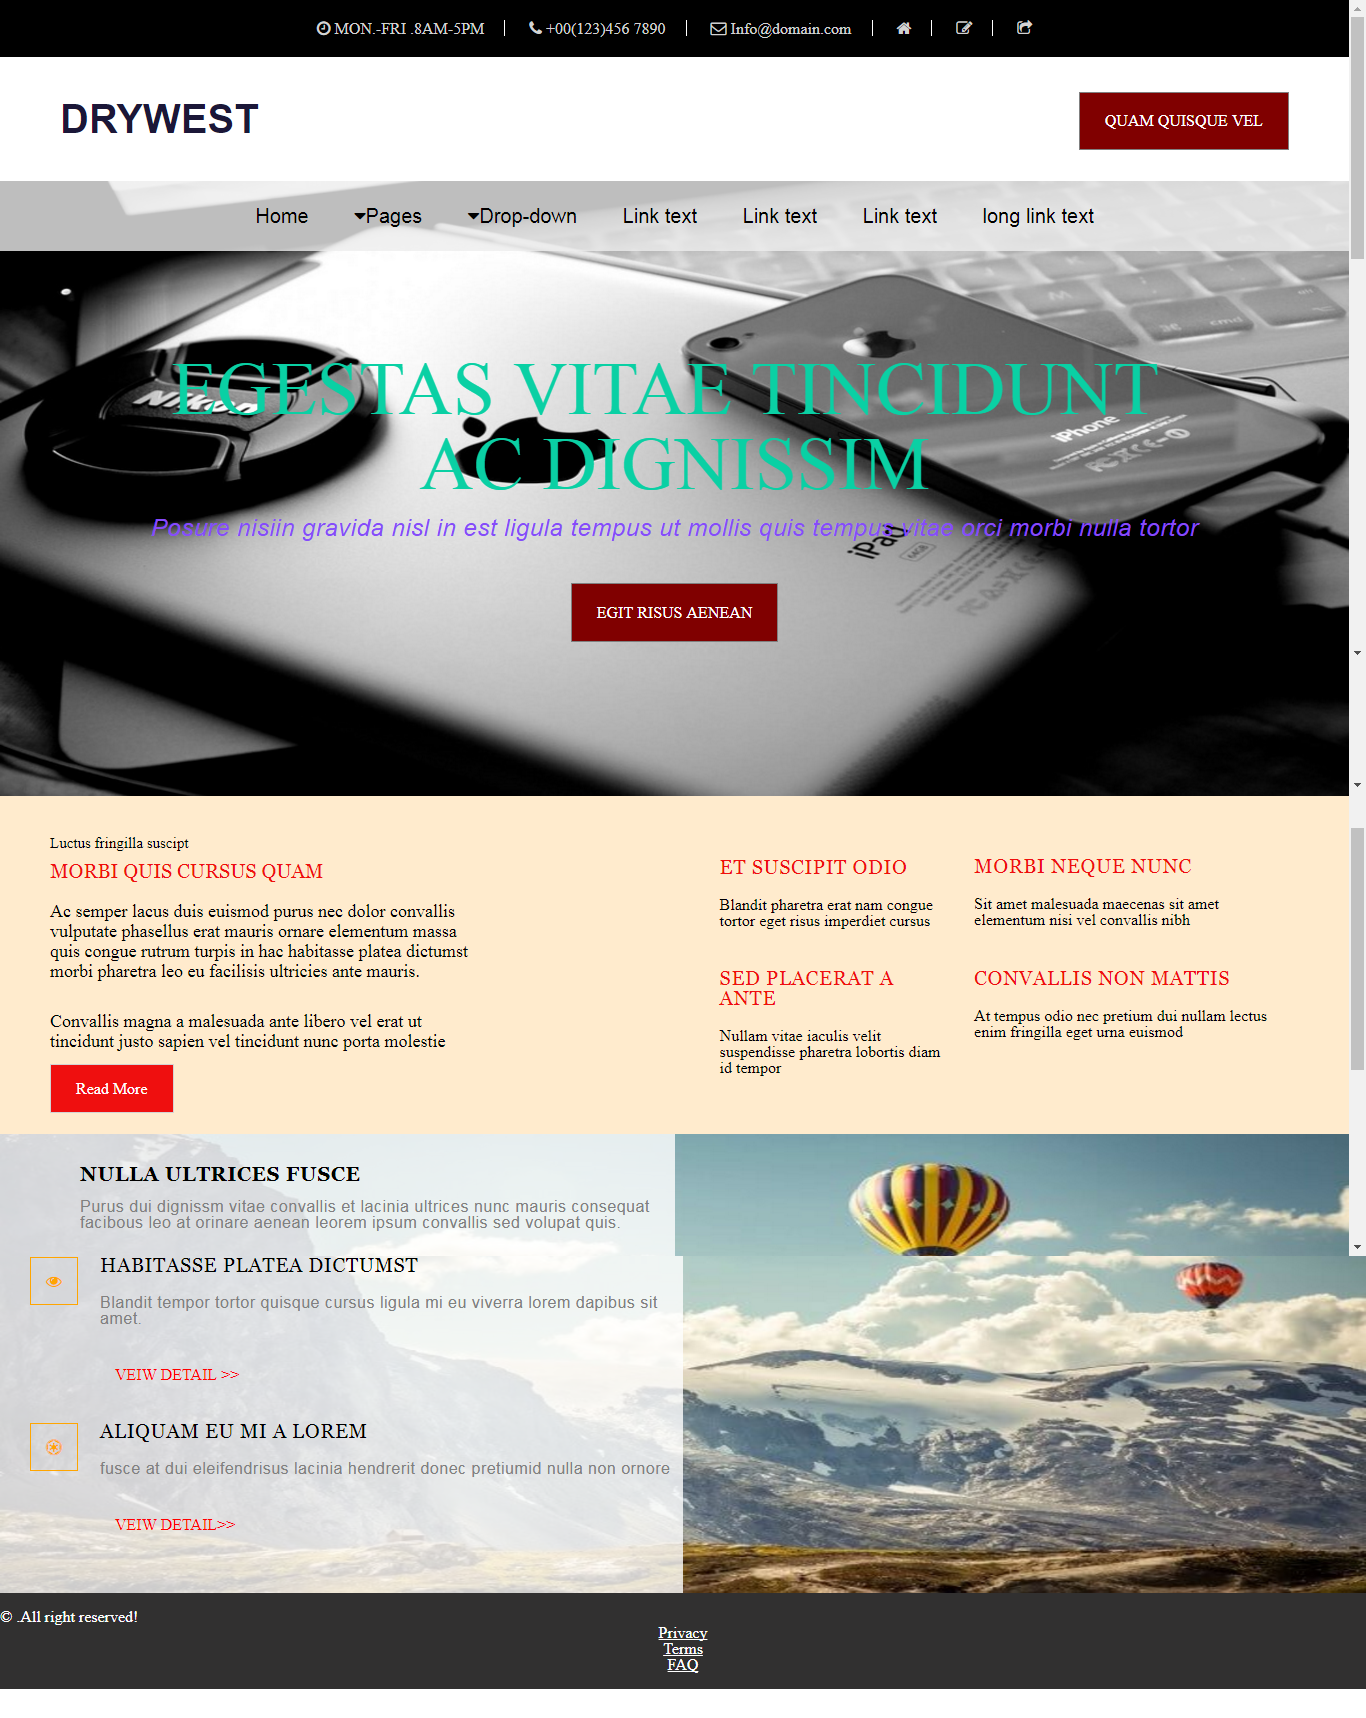 MON.-FRI .8AM-5PM
+00(123)456 7890
Info@domain.com
DRYWEST
QUAM QUISQUE VEL
Home
Pages
Drop-down
Link text
Link text
Link text
long link text
EGESTAS VITAE TINCIDUNT
AC DIGNISSIM
Nikon
iPhone
Posure nisiin gravida nisl in est ligula tempus ut mollis quis tempus vitae orci morbi nulla tortor
iPad
64GB
cmd
EGIT RISUS AENEAN
Luctus fringilla suscipt
MORBI QUIS CURSUS QUAM
Ac semper lacus duis euismod purus nec dolor convallis
vulputate phasellus erat mauris ornare elementum massa
quis congue rutrum turpis in hac habitasse platea dictumst
morbi pharetra leo eu facilisis ultricies ante mauris.
Convallis magna a malesuada ante libero vel erat ut
tincidunt justo sapien vel tincidunt nunc porta molestie
Read More
ET SUSCIPIT ODIO
Blandit pharetra erat nam congue
tortor eget risus imperdiet cursus
MORBI NEQUE NUNC
Sit amet malesuada maecenas sit amet
elementum nisi vel convallis nibh
SED PLACERAT A
ANTE
Nullam vitae iaculis velit
suspendisse pharetra lobortis diam
id tempor
CONVALLIS NON MATTIS
At tempus odio nec pretium dui nullam lectus
enim fringilla eget urna euismod
NULLA ULTRICES FUSCE
Purus dui dignissm vitae convallis et lacinia ultrices nunc mauris consequat
facibous leo at orinare aenean leorem ipsum convallis sed volupat quis.
HABITASSE PLATEA DICTUMST
Blandit tempor tortor quisque cursus ligula mi eu viverra lorem dapibus sit
amet.
VEIW DETAIL >>
ALIQUAM EU MI A LOREM
fusce at dui eleifendrisus lacinia hendrerit donec pretiumid nulla non ornore
VEIW DETAIL>>
© .All right reserved!
Privacy
Terms
FAQ